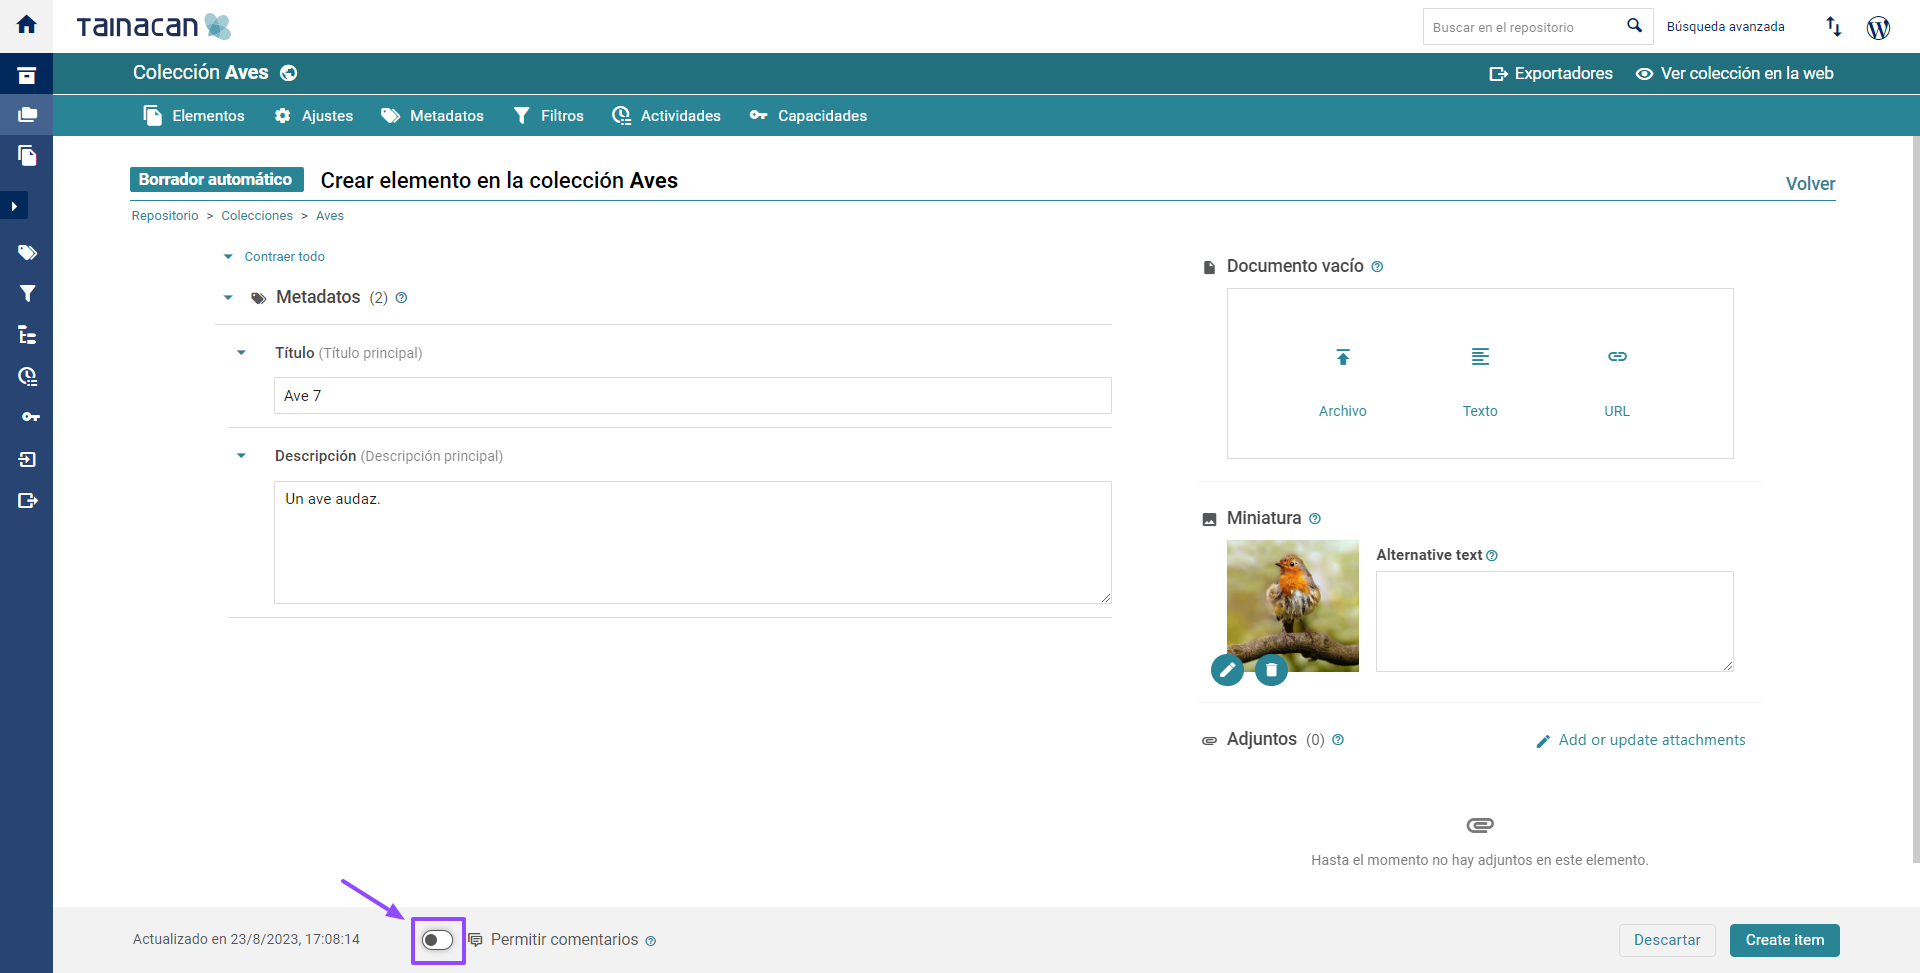 TAINACAN
Buscar en el repositorio
Búsqueda avanzada
Colección Aves
Exportadores
Ver colección en la web
Elementos
Ajustes
Metadatos
Filtros
Actividades
Capacidades
Borrador automático
Crear elemento en la colección Aves
Volver
Repositorio > Colecciones > Aves
Contraer todo
Metadatos (2)
Título (Título principal)
Ave 7
Descripción (Descripción principal)
Un ave audaz.
Documento vacío
Archivo
Texto
URL
Miniatura
Alternative text
Adjuntos (0)
Add or update attachments
Hasta el momento no hay adjuntos en este elemento.
Actualizado en 23/8/2023, 17:08:14
Permitir comentarios
Descartar
Create item